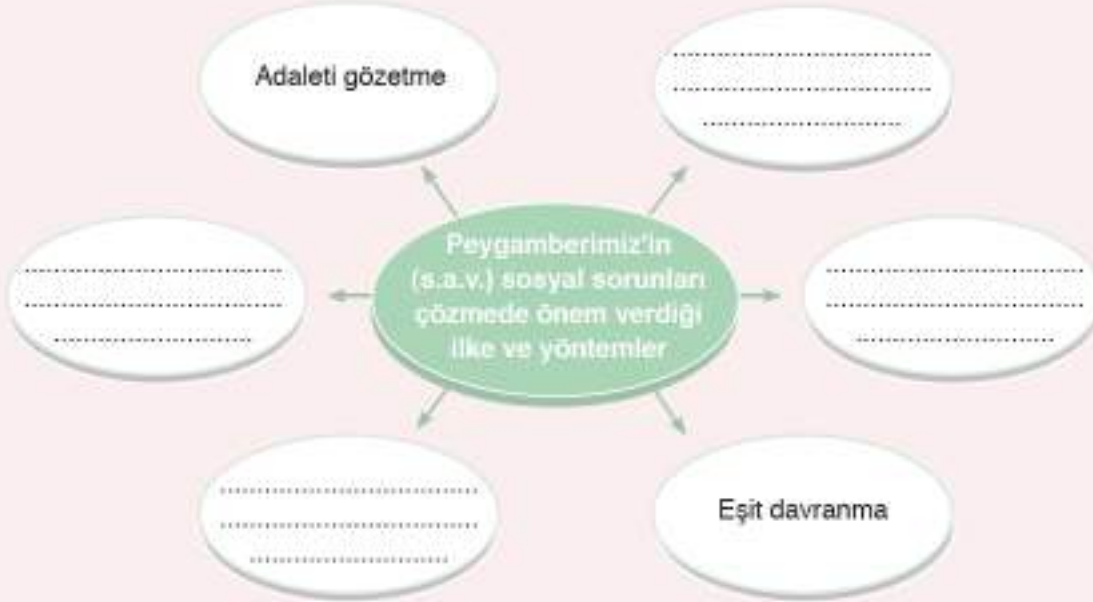 Adaleti gözetme
Peygamberimiz'in
(s.a.v.) sosyal sorunları
çözmede önem verdiği
ilke ve yöntemler
Eşit davranma